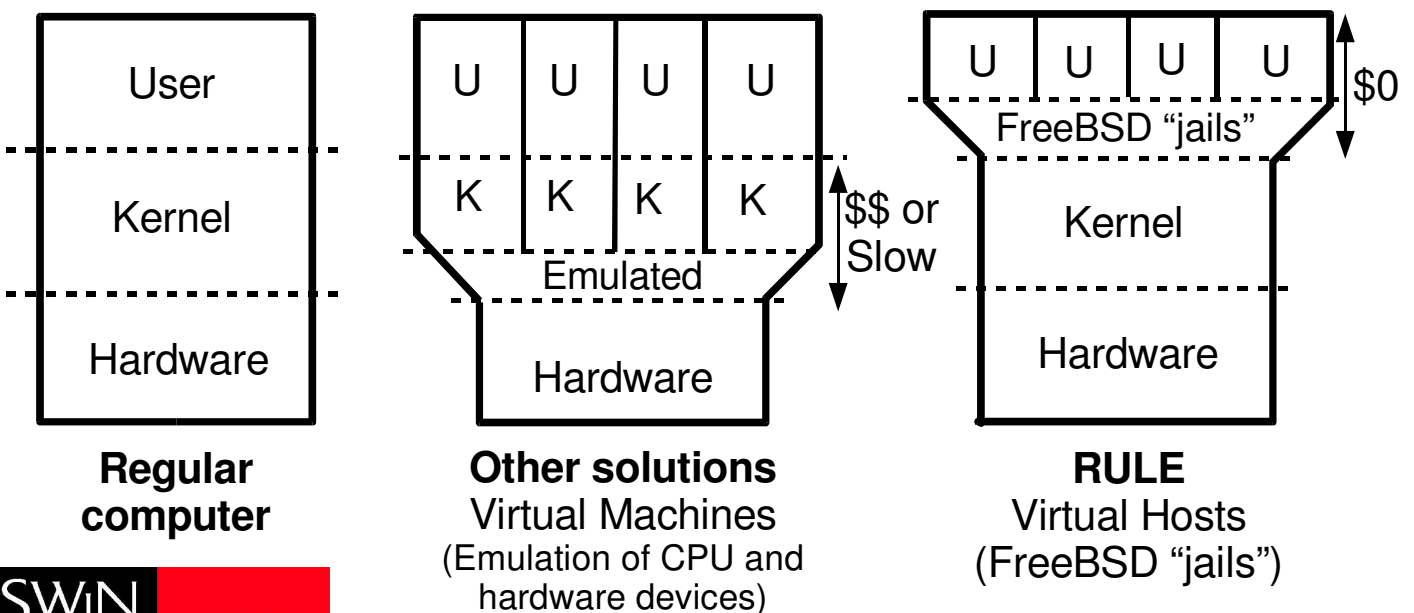 User
Kernel
Hardware
Regular
computer
U U U U
K K K K
$$ or
Slow
Emulated
Hardware
Other solutions
Virtual Machines
(Emulation of CPU and
hardware devices)
U U U U
$0
FreeBSD “jails”
Kernel
Hardware
RULE
Virtual Hosts
(FreeBSD “jails”)
SWIN